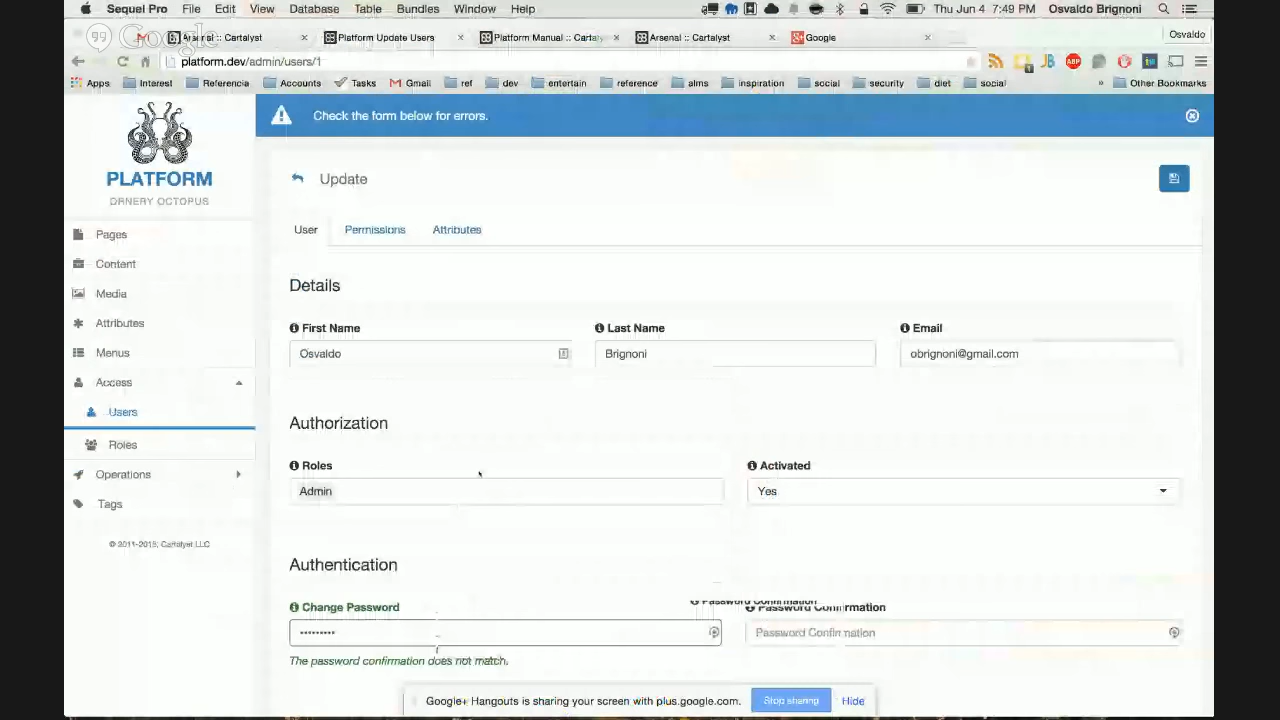 Sequel Pro File Edit View Database Table Bundles Window Help Thu Jun 4 7:49 PM Osvaldo Brignoni
Google
Arsenal :: Cartalyst Platform Update Users Platform Manual :: Cartaly Arsenal :: Cartalyst Google Osvaldo
platform.dev/admin/users/1
Apps Interest Referencia Accounts Tasks Gmail ref dev entertain reference alms inspiration social security diet social » Other Bookmarks
Check the form below for errors.
PLATFORM
ORNERY OCTOPUS
Update
User Permissions Attributes
Pages
Content
Media
Attributes
Menus
Access
Users
Roles
Operations
Tags
© 2011-2015, Cartalyst LLC
Details
First Name Last Name Email
Osvaldo Brignoni obrignoni@gmail.com
Authorization
Roles Activated
Admin Yes
Authentication
Change Password Password Confirmation
••••••••• Password Confirmation
The password confirmation does not match.
Google+ Hangouts is sharing your screen with plus.google.com. Stop sharing Hide